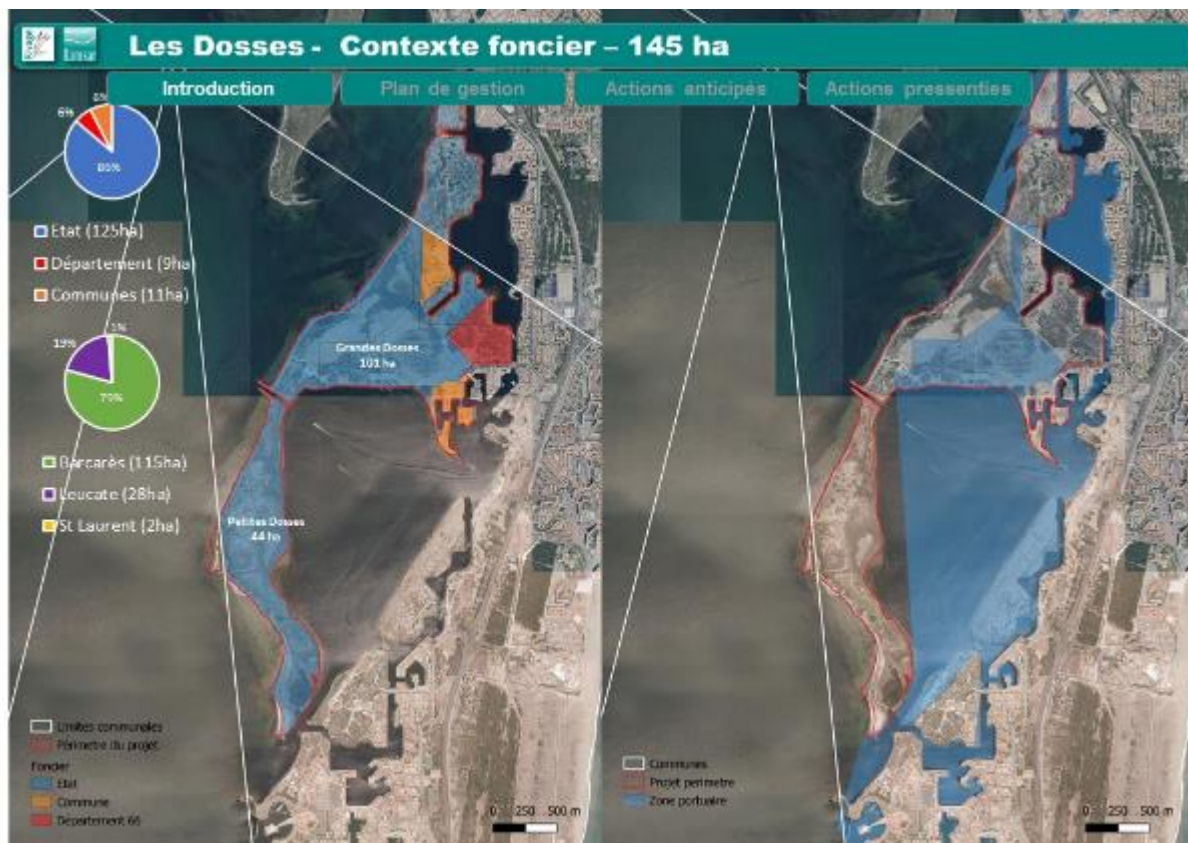 Les Dosses - Contexte foncier – 145 ha
Introduction
Plan de gestion
Actions anticipés
Actions pressenties
6%
86%
Etat (125ha)
Département (9ha)
Communes (11ha)
1%
19%
79%
Barcarès (115ha)
Leucate (28ha)
St Laurent (2ha)
Grandes Dosses
101 ha
Petites Dosses
44 ha
Limites communales
Périmètre du projet
Foncier
Etat
Commune
Département 66
0 250 500 m
Communes
Projet perimetre
Zone portuaire
0 250 500 m